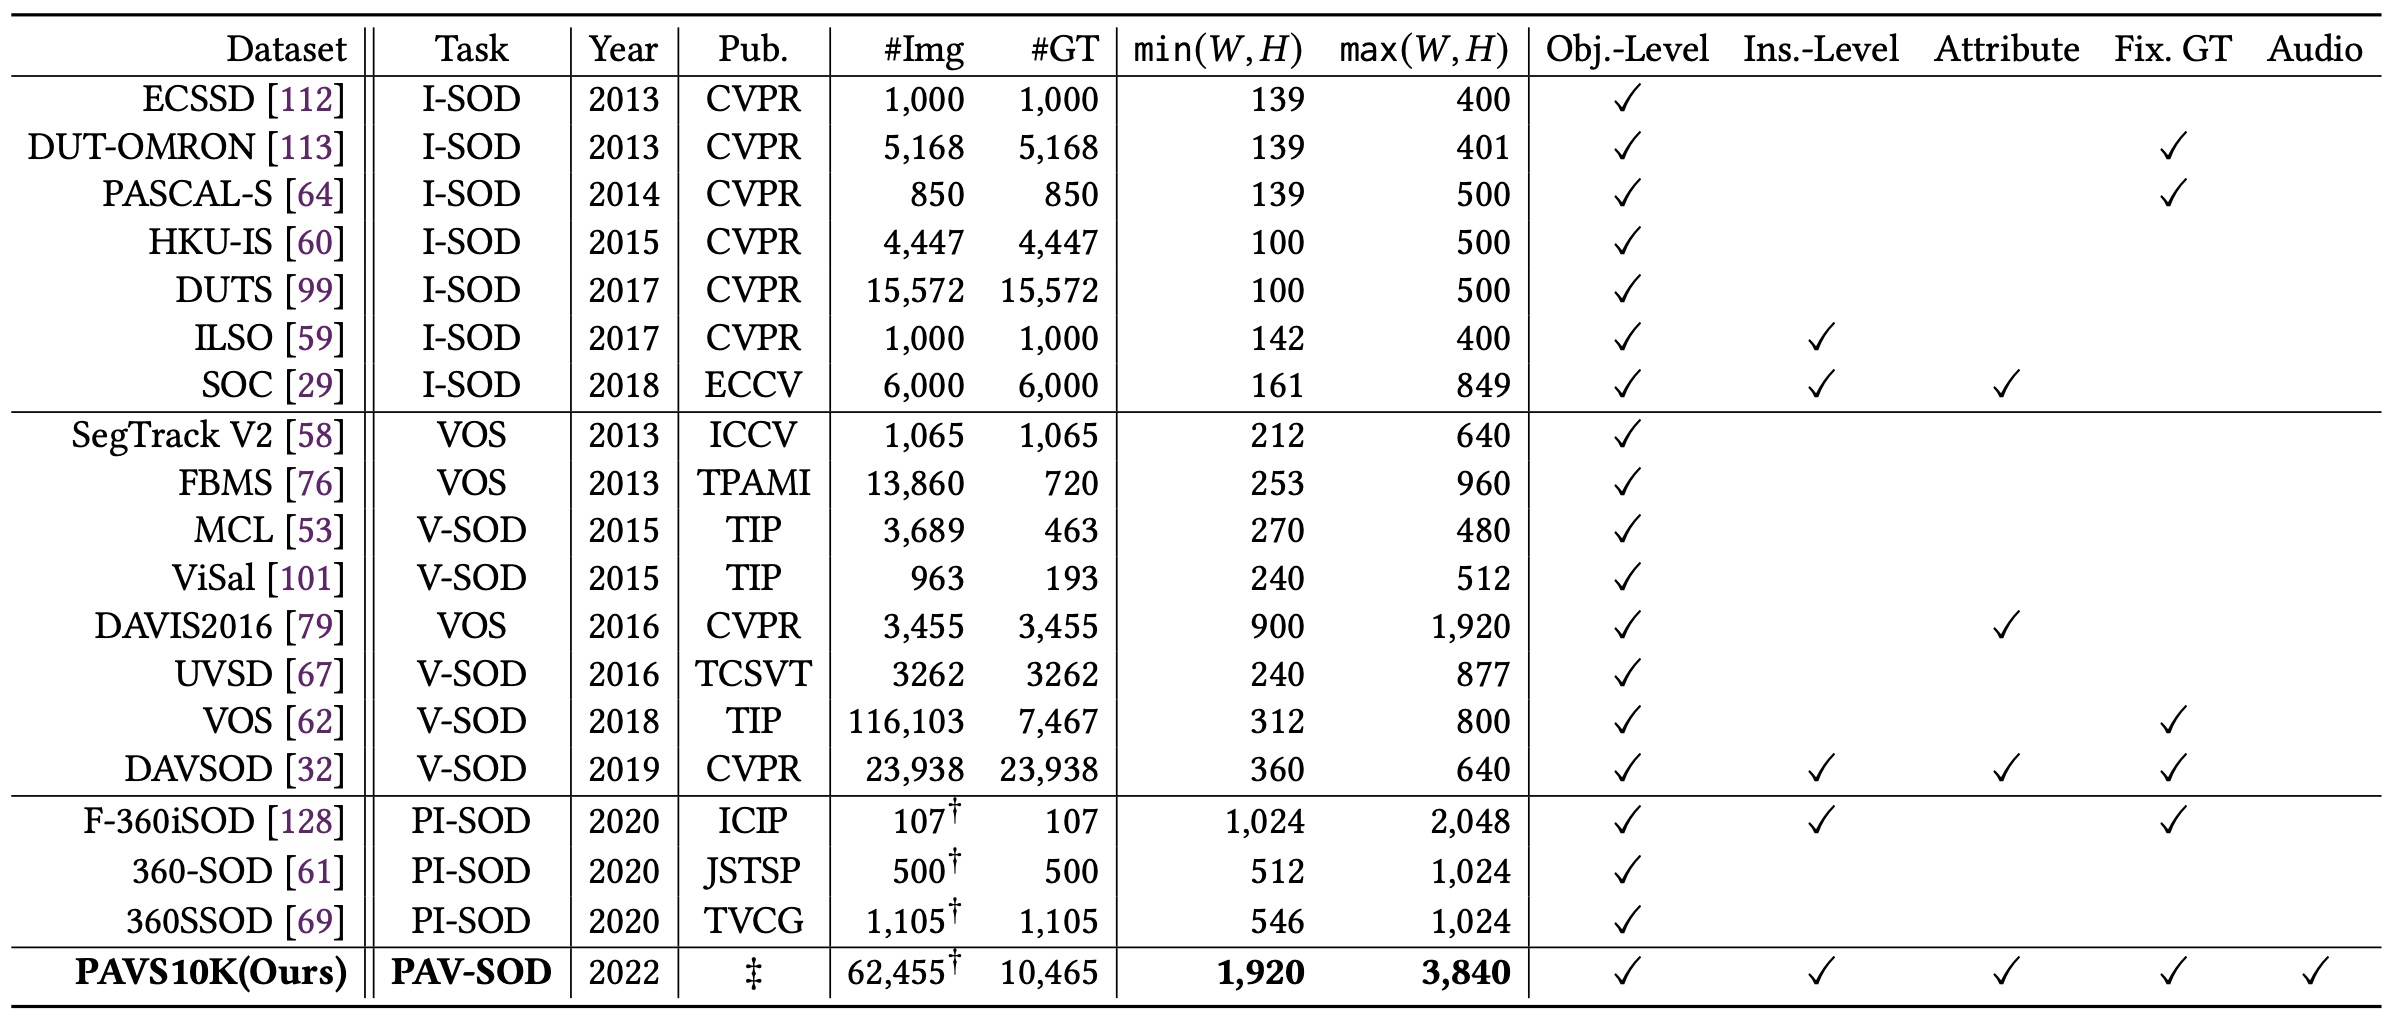 Dataset Task Year Pub. #Img #GT min(W, H) max(W, H) Obj.-Level Ins.-Level Attribute Fix. GT Audio
ECSSD [112] I-SOD 2013 CVPR 1,000 1,000 139 400 ✓
DUT-OMRON [113] I-SOD 2013 CVPR 5,168 5,168 139 401 ✓ ✓
PASCAL-S [64] I-SOD 2014 CVPR 850 850 139 500 ✓ ✓
HKU-IS [60] I-SOD 2015 CVPR 4,447 4,447 100 500 ✓
DUTS [99] I-SOD 2017 CVPR 15,572 15,572 100 500 ✓
ILSO [59] I-SOD 2017 CVPR 1,000 1,000 142 400 ✓ ✓
SOC [29] I-SOD 2018 ECCV 6,000 6,000 161 849 ✓ ✓ ✓
SegTrack V2 [58] VOS 2013 ICCV 1,065 1,065 212 640 ✓
FBMS [76] VOS 2013 TPAMI 13,860 720 253 960 ✓
MCL [53] V-SOD 2015 TIP 3,689 463 270 480 ✓
ViSal [101] V-SOD 2015 TIP 963 193 240 512 ✓
DAVIS2016 [79] VOS 2016 CVPR 3,455 3,455 900 1,920 ✓ ✓
UVSD [67] V-SOD 2016 TCSVT 3262 3262 240 877 ✓
VOS [62] V-SOD 2018 TIP 116,103 7,467 312 800 ✓ ✓
DAVSOD [32] V-SOD 2019 CVPR 23,938 23,938 360 640 ✓ ✓ ✓ ✓
F-360iSOD [128] PI-SOD 2020 ICIP 107† 107 1,024 2,048 ✓ ✓ ✓
360-SOD [61] PI-SOD 2020 JSTSP 500† 500 512 1,024 ✓
360SSOD [69] PI-SOD 2020 TVCG 1,105† 1,105 546 1,024 ✓
PAVS10K(Ours) PAV-SOD 2022 ‡ 62,455† 10,465 1,920 3,840 ✓ ✓ ✓ ✓ ✓